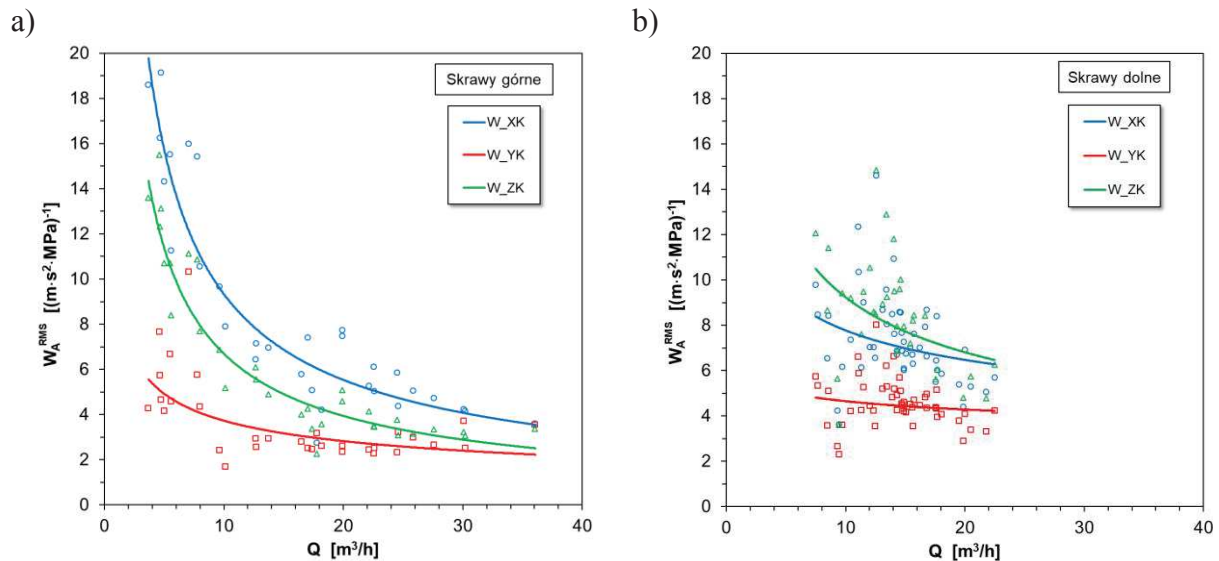 a)
20
18
16
14
12
10
8
6
4
2
0
W_A^RMS [(m·s²·MPa)⁻¹]
Skrawy górne
W_XK
W_YK
W_ZK
0 10 20 30 40
Q [m³/h]
b)
20
18
16
14
12
10
8
6
4
2
0
W_A^RMS [(m·s²·MPa)⁻¹]
Skrawy dolne
W_XK
W_YK
W_ZK
0 10 20 30 40
Q [m³/h]